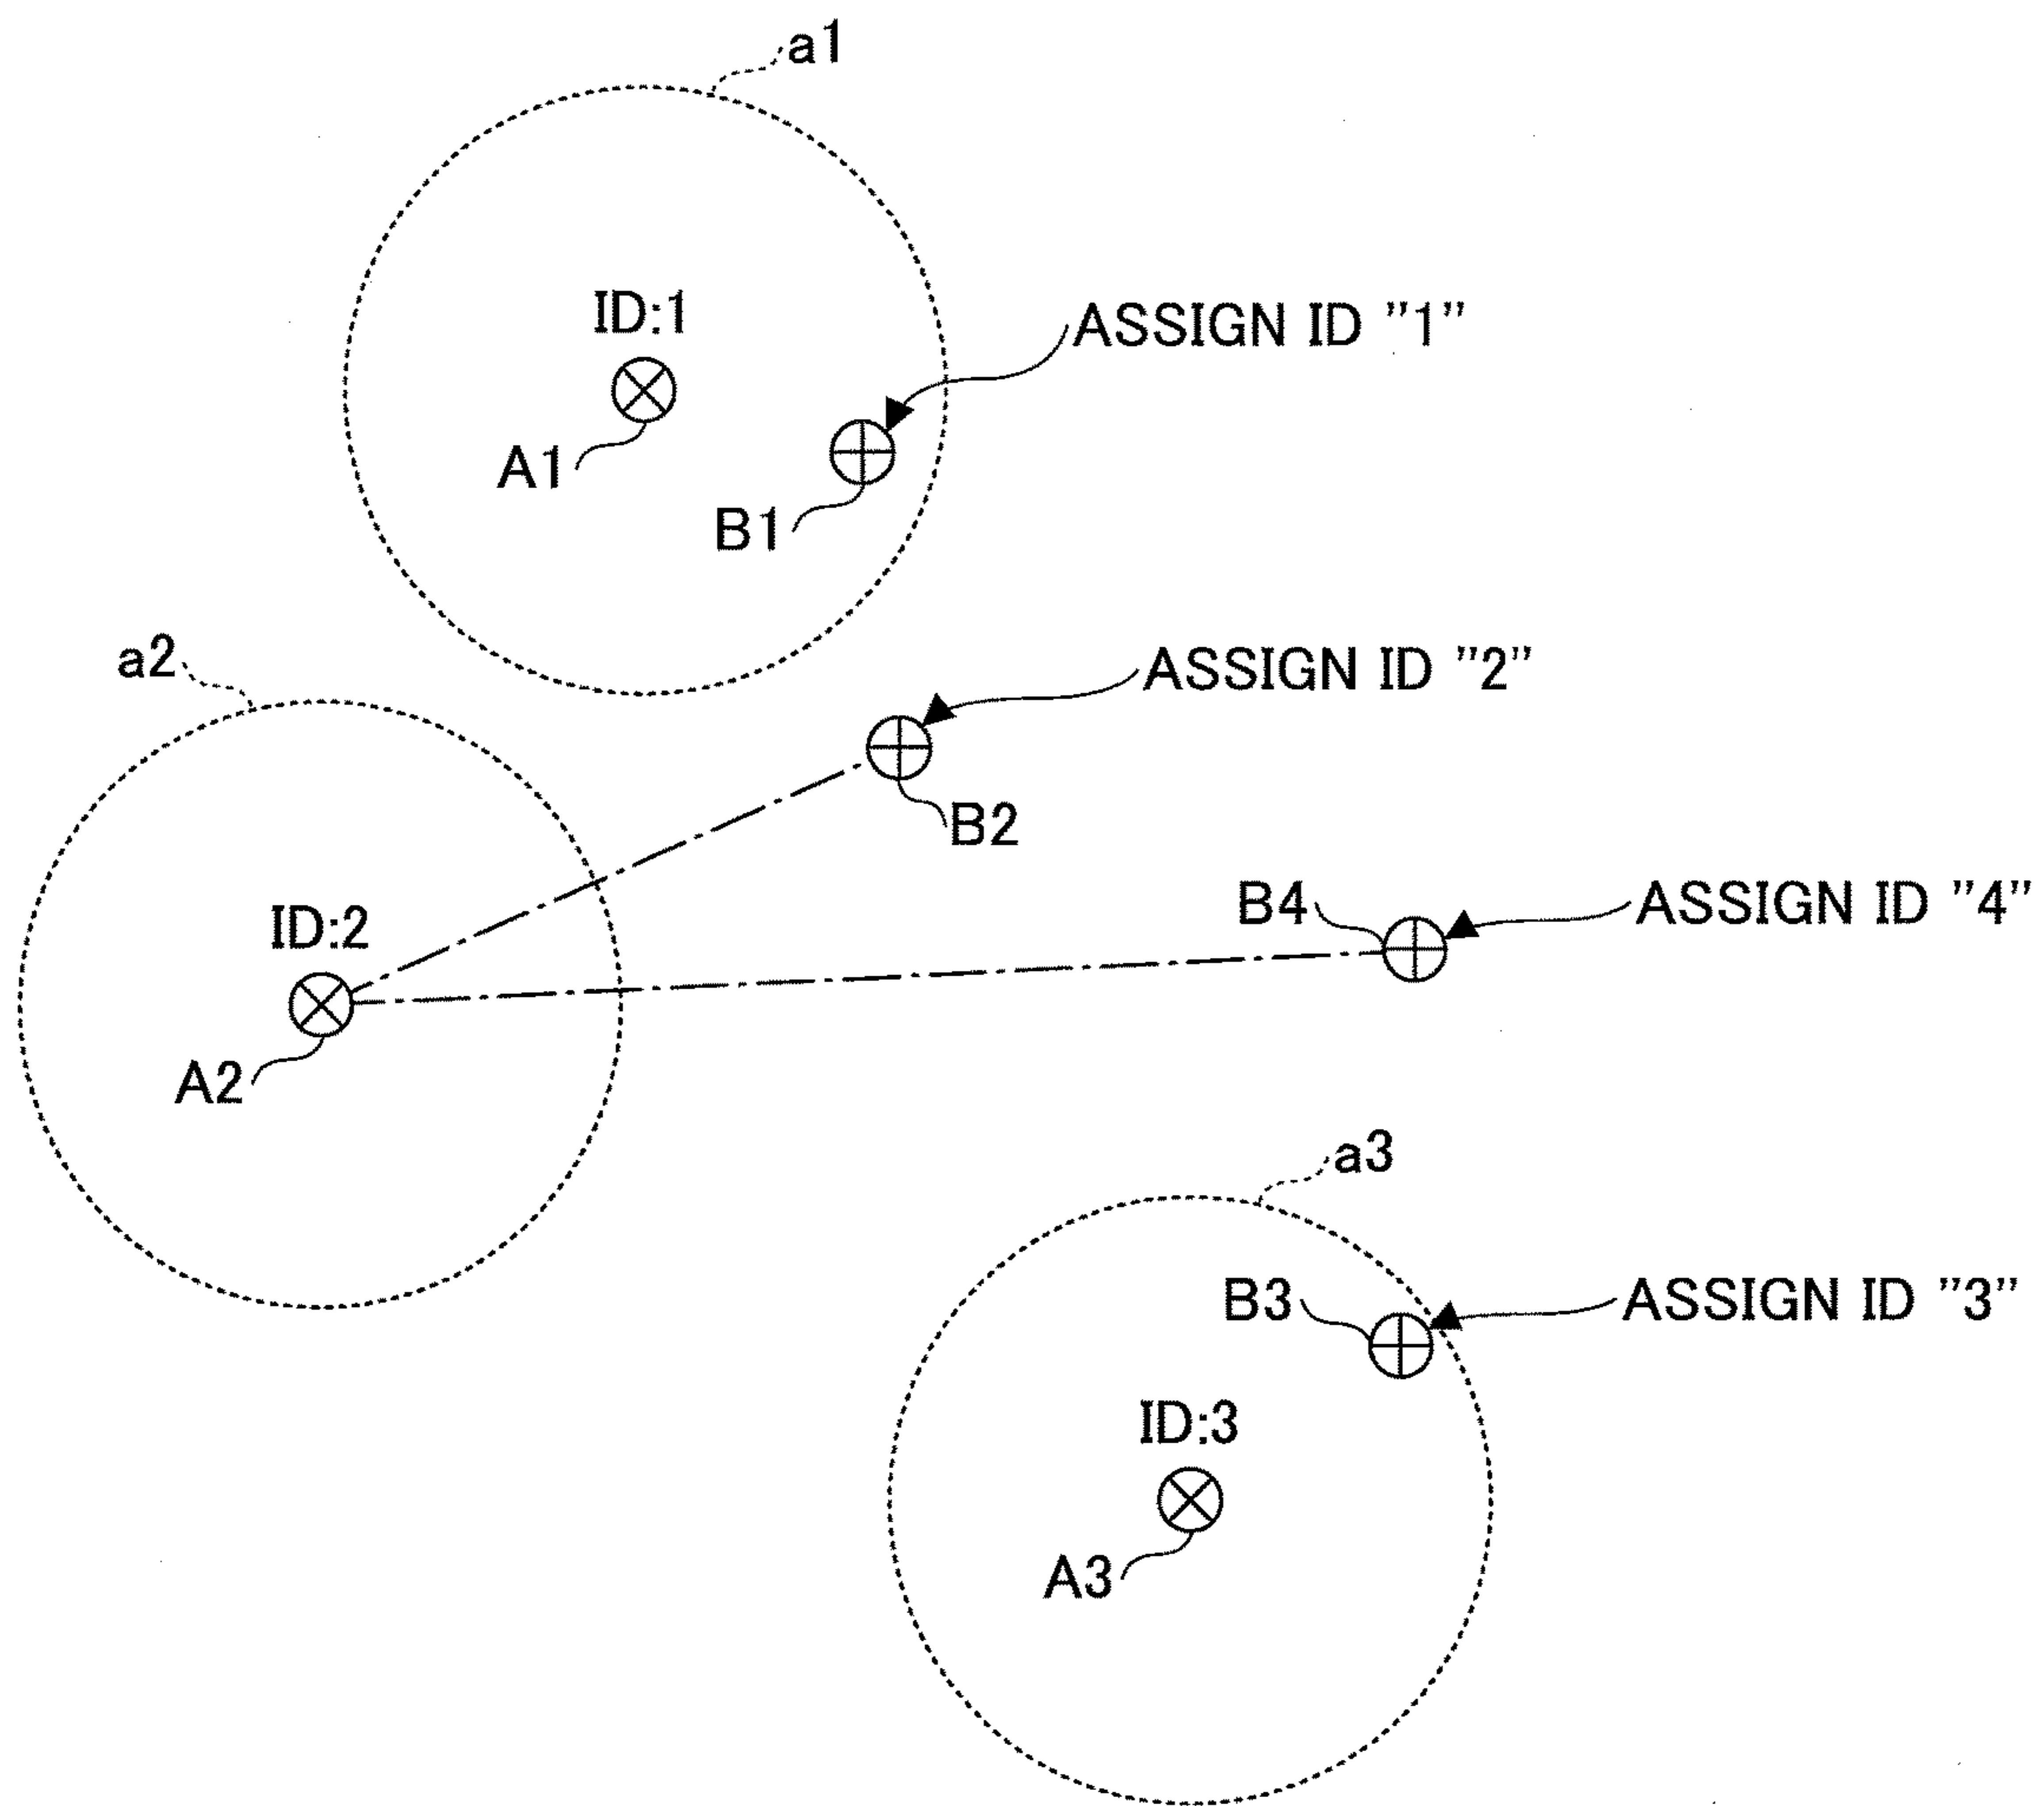 a1
ID:1
ASSIGN ID "1"
A1
B1
a2
ASSIGN ID "2"
B2
ID:2
B4
ASSIGN ID "4"
A2
a3
B3
ASSIGN ID "3"
ID:3
A3